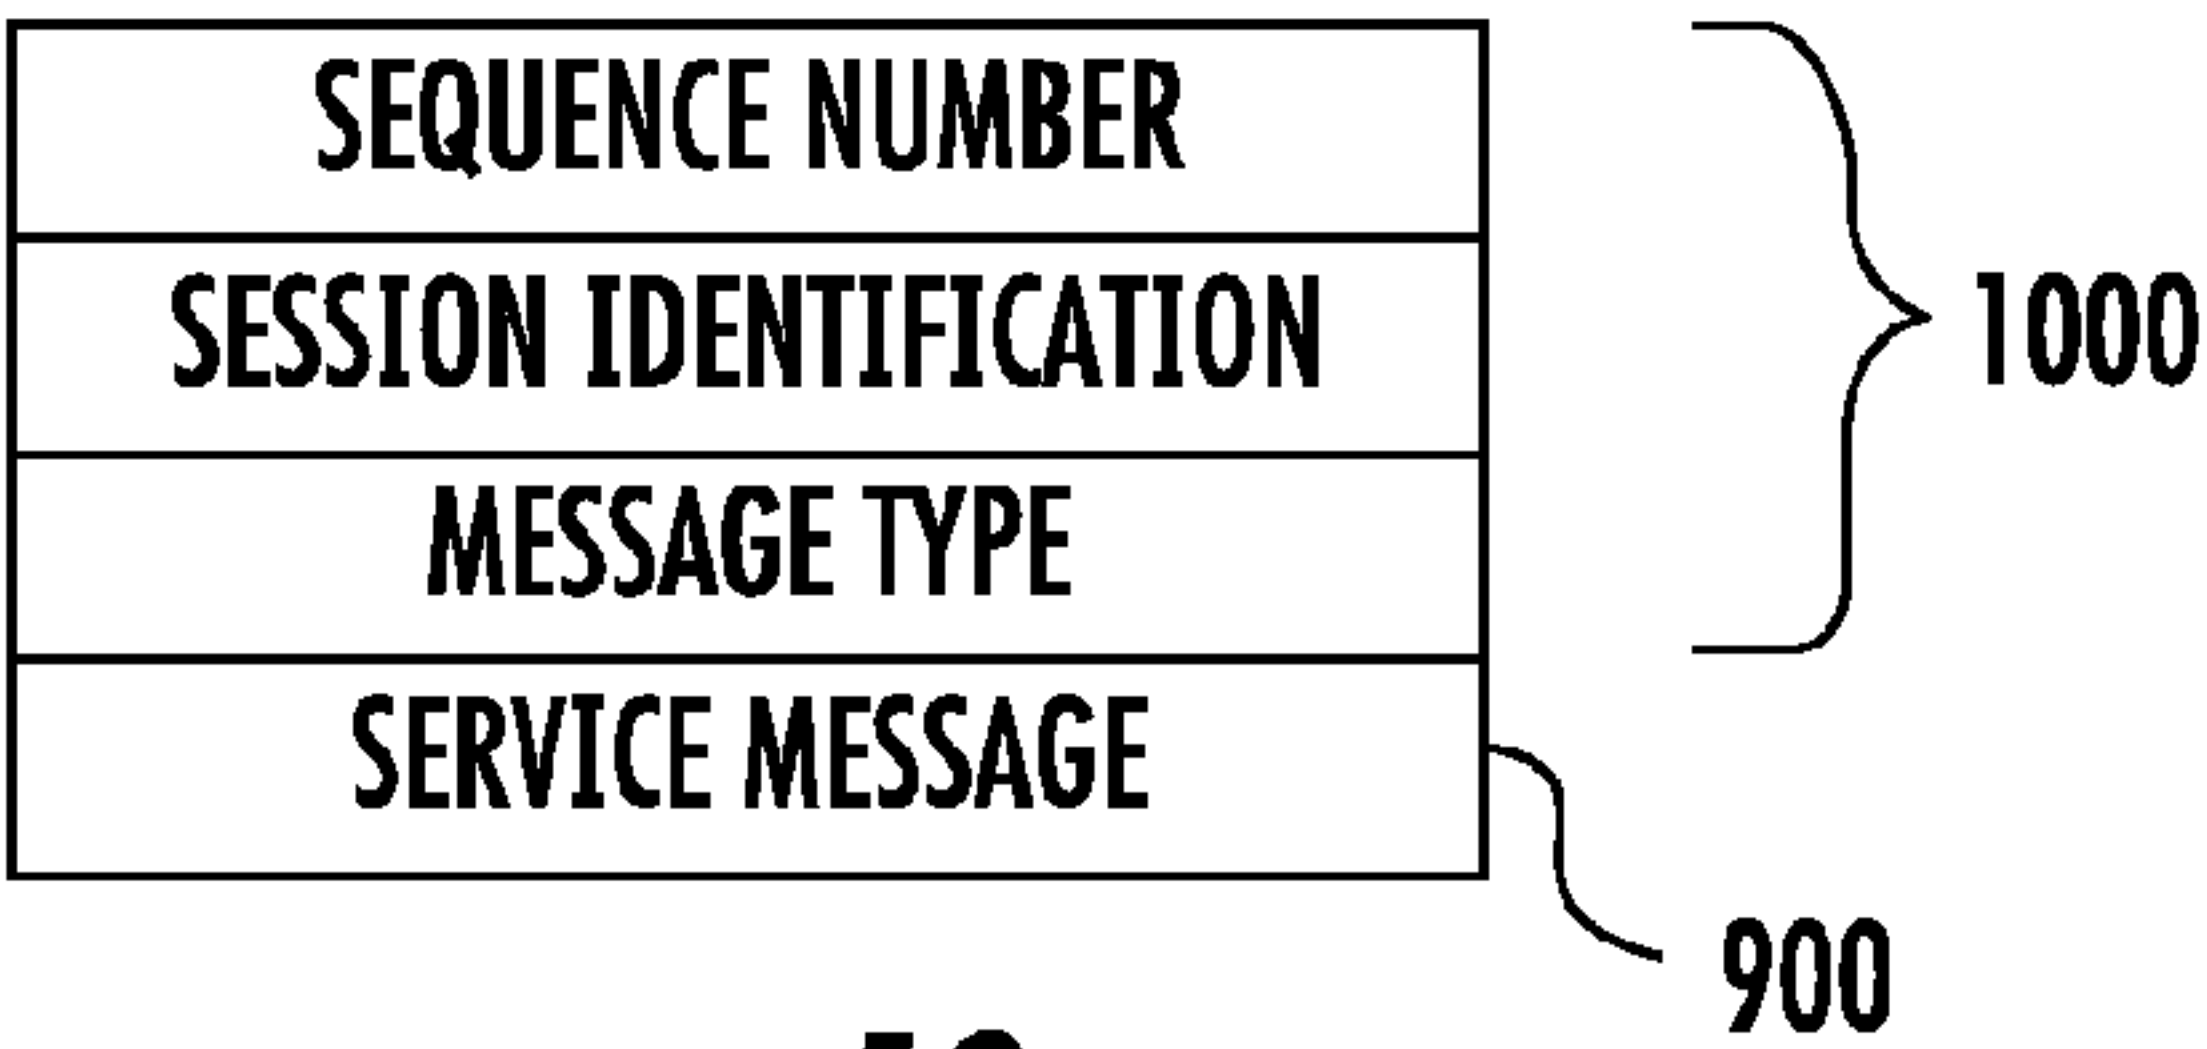 SEQUENCE NUMBER
SESSION IDENTIFICATION
1000
MESSAGE TYPE
SERVICE MESSAGE
900